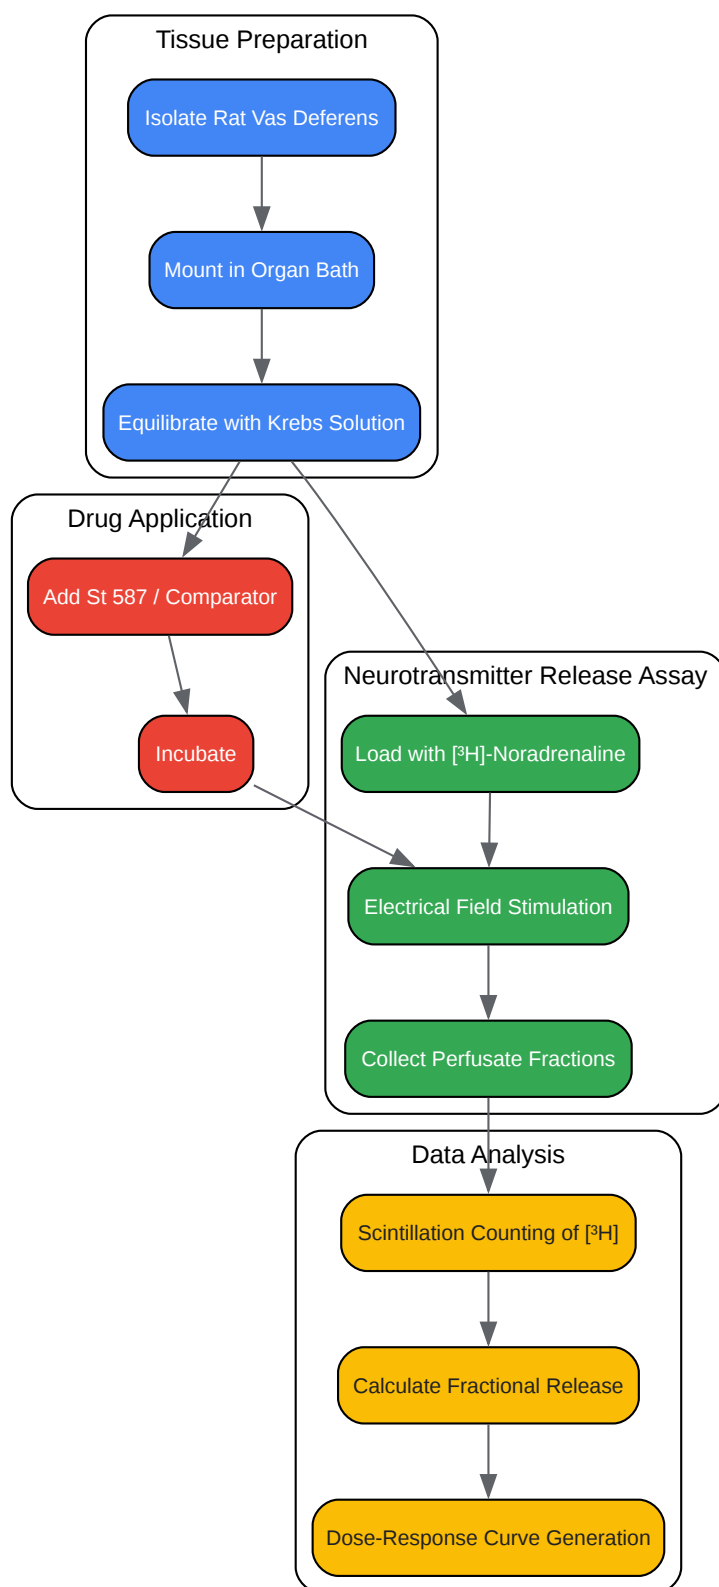 Tissue Preparation
Isolate Rat Vas Deferens
Mount in Organ Bath
Equilibrate with Krebs Solution
Drug Application
Add St 587 / Comparator
Incubate
Neurotransmitter Release Assay
Load with [³H]-Noradrenaline
Electrical Field Stimulation
Collect Perfusate Fractions
Data Analysis
Scintillation Counting of [³H]
Calculate Fractional Release
Dose-Response Curve Generation